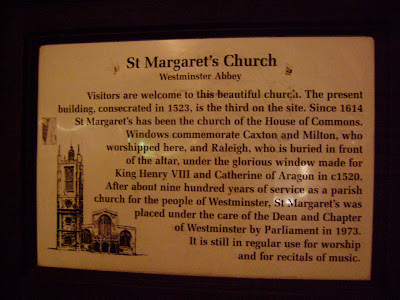 St Margaret's Church
Westminster Abbey
Visitors are welcome to this beautiful church. The present
building, consecrated in 1523, is the third on the site. Since 1614
St Margaret's has been the church of the House of Commons.
Windows commemorate Caxton and Milton, who
worshipped here, and Raleigh, who is buried in front
of the altar, under the glorious window made for
King Henry VIII and Catherine of Aragon in c1520.
After about nine hundred years of service as a parish
church for the people of Westminster, St Margaret's was
placed under the care of the Dean and Chapter
of Westminster by Parliament in 1973.
It is still in regular use for worship
and for recitals of music.